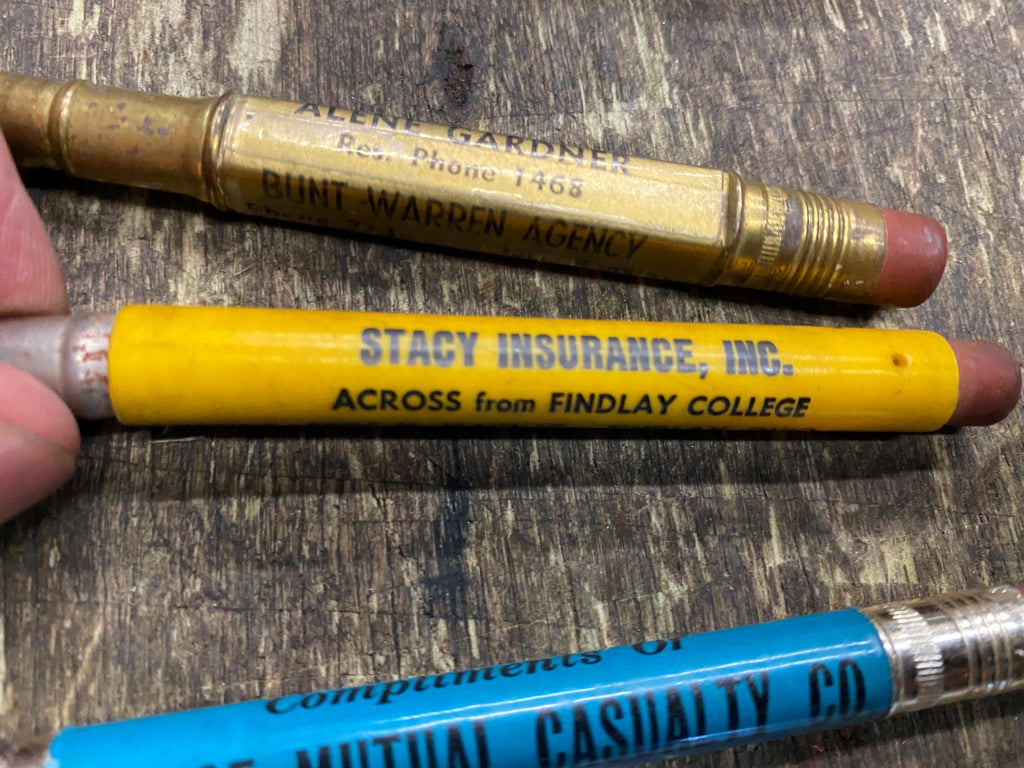 ALENE GARDNER
Res. Phone 1468
BUNT WARREN AGENCY
Phone
STACY INSURANCE, INC.
ACROSS from FINDLAY COLLEGE
Compliments Of
MUTUAL CASUALTY CO